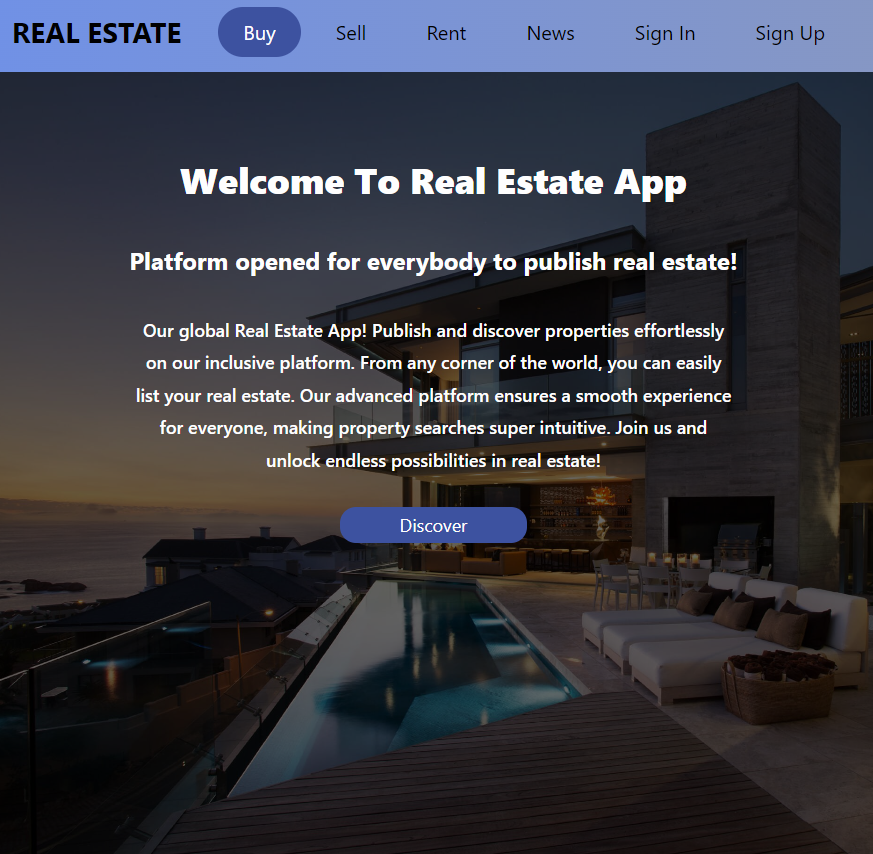 REAL ESTATE Buy Sell Rent News Sign In Sign Up
Welcome To Real Estate App
Platform opened for everybody to publish real estate!
Our global Real Estate App! Publish and discover properties effortlessly
on our inclusive platform. From any corner of the world, you can easily
list your real estate. Our advanced platform ensures a smooth experience
for everyone, making property searches super intuitive. Join us and
unlock endless possibilities in real estate!
Discover